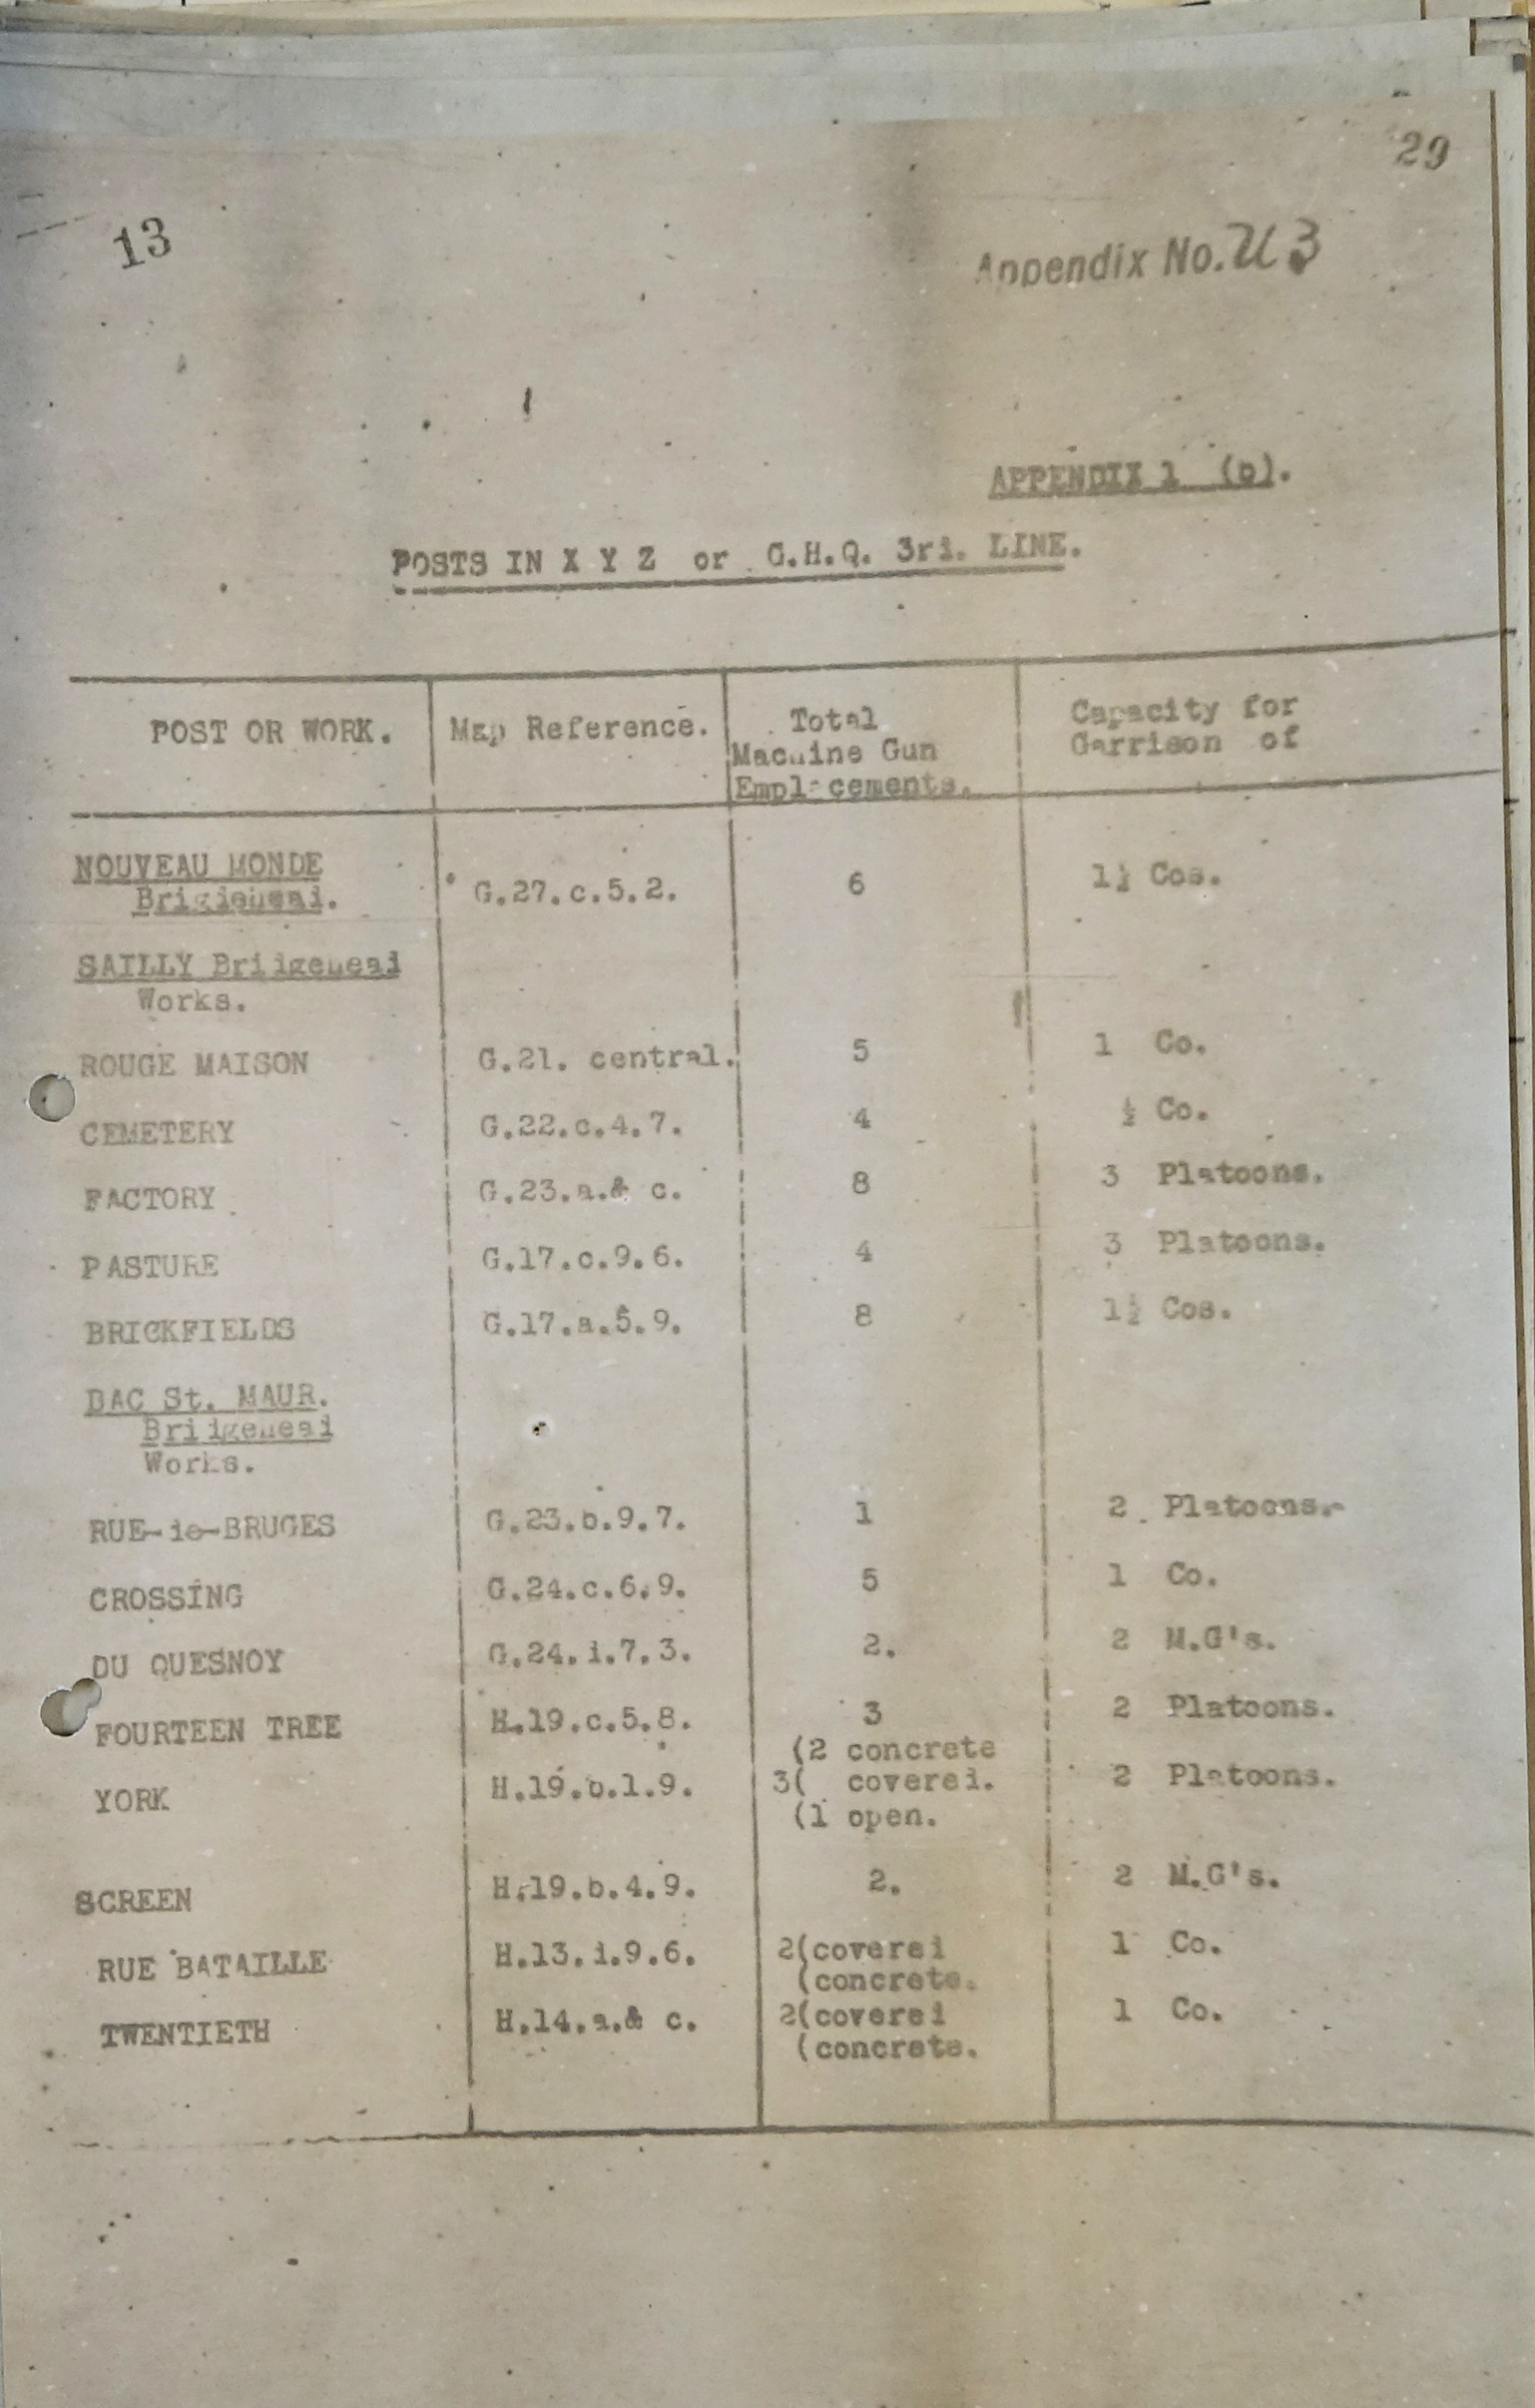 29
13
Appendix No. U 3
APPENDIX 1 (b).
POSTS IN X Y Z or G.H.Q. 3rd. LINE.
POST OR WORK. Map Reference. Total Machine Gun Emplacements. Capacity for Garrison of
NOUVEAU MONDE
Bridgehead. G.27.c.5.2. 6 1½ Cos.
SAILLY Bridgehead
Works.
ROUGE MAISON G.21. central. 5 1 Co.
CEMETERY G.22.c.4.7. 4 ½ Co.
FACTORY G.23.a.& c. 8 3 Platoons.
PASTURE G.17.c.9.6. 4 3 Platoons.
BRICKFIELDS G.17.a.5.9. 8 1½ Cos.
BAC St. MAUR.
Bridgehead
Works.
RUE-de-BRUGES G.23.b.9.7. 1 2 Platoons.
CROSSING G.24.c.6.9. 5 1 Co.
DU QUESNOY G.24.d.7.3. 2. 2 M.G's.
FOURTEEN TREE H.19.c.5.8. 3 2 Platoons.
(2 concrete
YORK H.19.b.1.9. 3( covered. 2 Platoons.
(1 open.
SCREEN H.19.b.4.9. 2. 2 M.G's.
RUE BATAILLE H.13.d.9.6. 2(covered 1 Co.
(concrete.
TWENTIETH H.14.a.& c. 2(covered 1 Co.
(concrete.